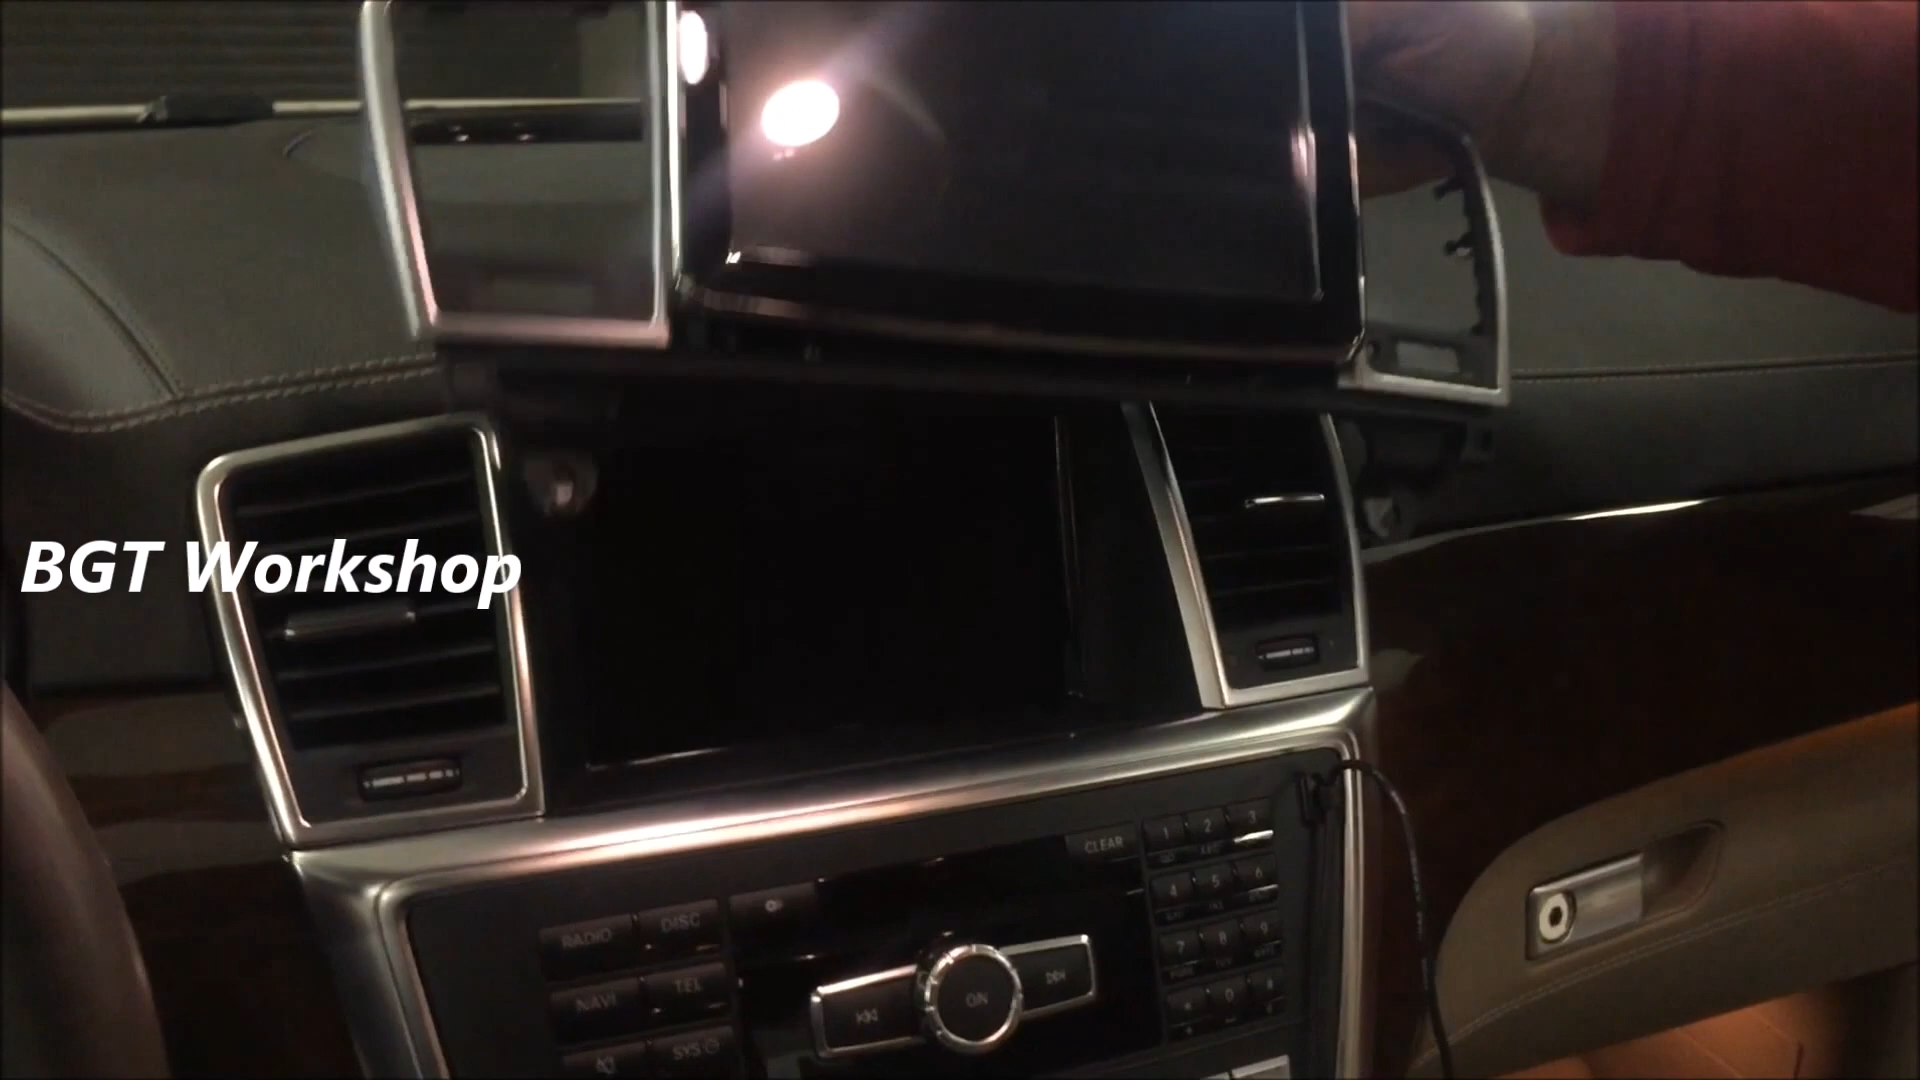 BGT Workshop
CLEAR
1 2 3
4 5 6
7 8 9
* 0 #
RADIO DISC
NAVI TEL
SYS
ON